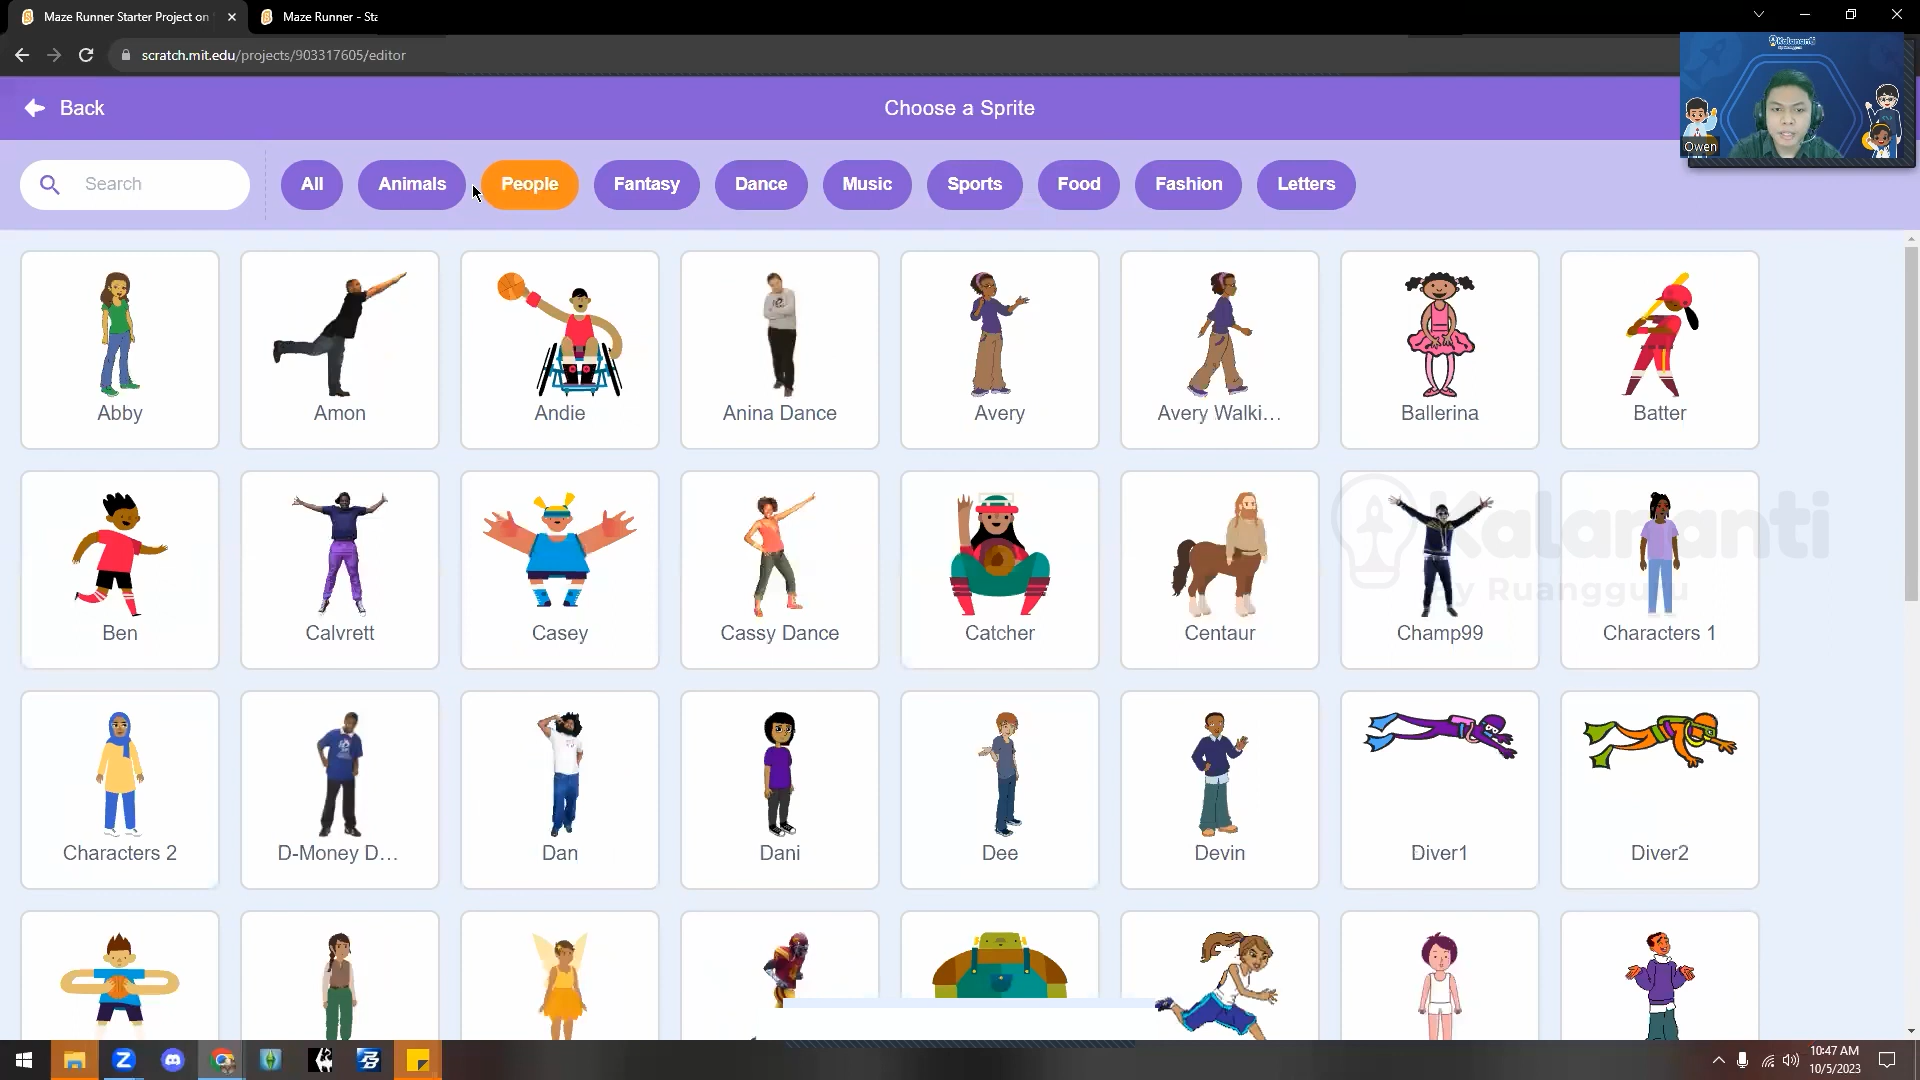 Maze Runner Starter Project on
Maze Runner - Sta
scratch.mit.edu/projects/903317605/editor
Kalananti
Owen
Back
Choose a Sprite
Search
All
Animals
People
Fantasy
Dance
Music
Sports
Food
Fashion
Letters
Abby
Amon
Andie
Anina Dance
Avery
Avery Walki...
Ballerina
Batter
Ben
Calvrett
Casey
Cassy Dance
Catcher
Centaur
Champ99
Characters 1
Kalananti
by Ruangguru
Characters 2
D-Money D...
Dan
Dani
Dee
Devin
Diver1
Diver2
10:47 AM
10/5/2023